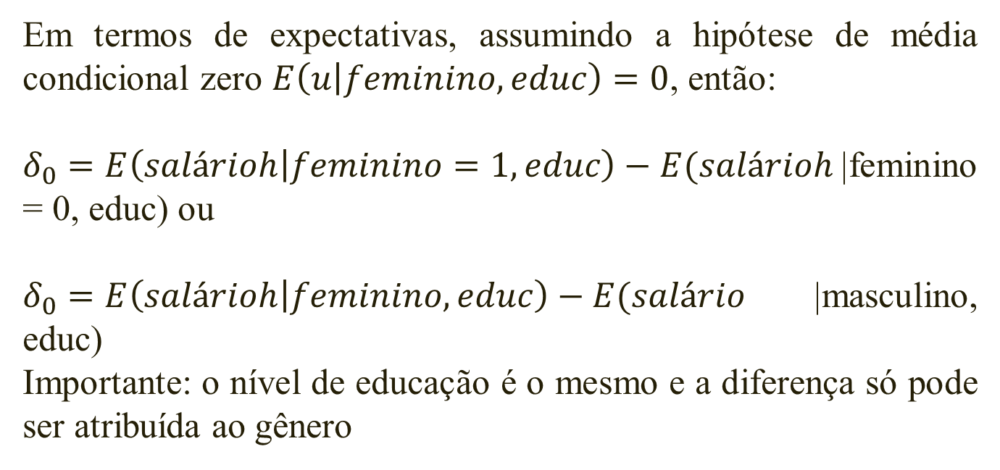 Em termos de expectativas, assumindo a hipótese de média
condicional zero E(u|feminino, educ) = 0, então:
δ₀ = E(salárioh|feminino = 1, educ) − E(salárioh |feminino
= 0, educ) ou
δ₀ = E(salárioh|feminino, educ) − E(salário |masculino,
educ)
Importante: o nível de educação é o mesmo e a diferença só pode
ser atribuída ao gênero